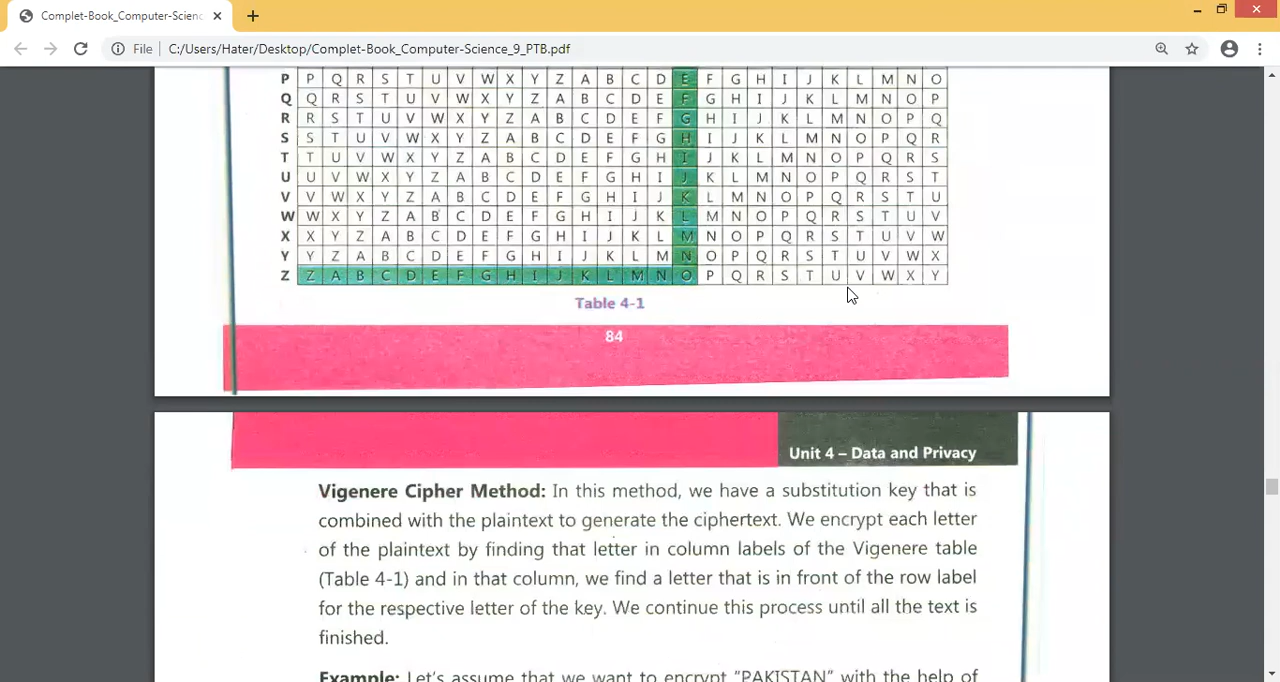 Complet-Book_Computer-Scienc
File
C:/Users/Hater/Desktop/Complet-Book_Computer-Science_9_PTB.pdf
P P Q R S T U V W X Y Z A B C D E F G H I J K L M N O
Q Q R S T U V W X Y Z A B C D E F G H I J K L M N O P
R R S T U V W X Y Z A B C D E F G H I J K L M N O P Q
S S T U V W X Y Z A B C D E F G H I J K L M N O P Q R
T T U V W X Y Z A B C D E F G H I J K L M N O P Q R S
U U V W X Y Z A B C D E F G H I J K L M N O P Q R S T
V V W X Y Z A B C D E F G H I J K L M N O P Q R S T U
W W X Y Z A B C D E F G H I J K L M N O P Q R S T U V
X X Y Z A B C D E F G H I J K L M N O P Q R S T U V W
Y Y Z A B C D E F G H I J K L M N O P Q R S T U V W X
Z Z A B C D E F G H I J K L M N O P Q R S T U V W X Y
Table 4-1
84
Unit 4 – Data and Privacy
Vigenere Cipher Method: In this method, we have a substitution key that is
combined with the plaintext to generate the ciphertext. We encrypt each letter
of the plaintext by finding that letter in column labels of the Vigenere table
(Table 4-1) and in that column, we find a letter that is in front of the row label
for the respective letter of the key. We continue this process until all the text is
finished.
Example: Let's assume that we want to encrypt "PAKISTAN" with the help of